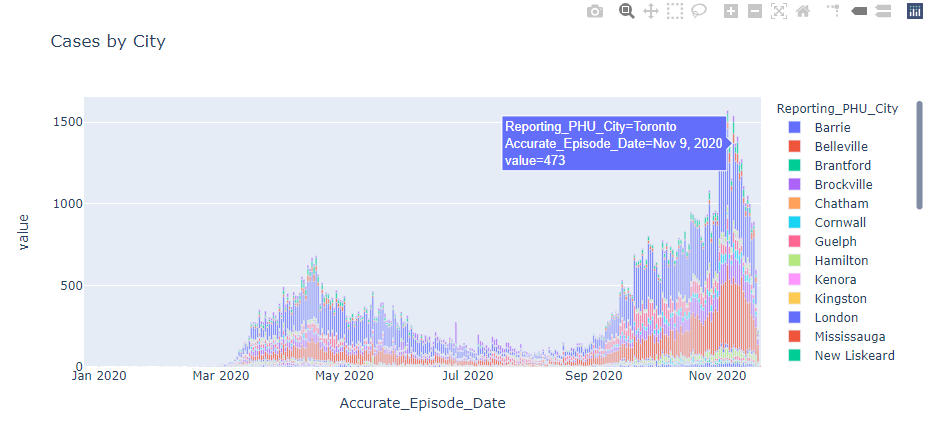 Cases by City
1500
1000
500
0
value
Jan 2020
Mar 2020
May 2020
Jul 2020
Sep 2020
Nov 2020
Accurate_Episode_Date
Reporting_PHU_City=Toronto
Accurate_Episode_Date=Nov 9, 2020
value=473
Reporting_PHU_City
Barrie
Belleville
Brantford
Brockville
Chatham
Cornwall
Guelph
Hamilton
Kenora
Kingston
London
Mississauga
New Liskeard